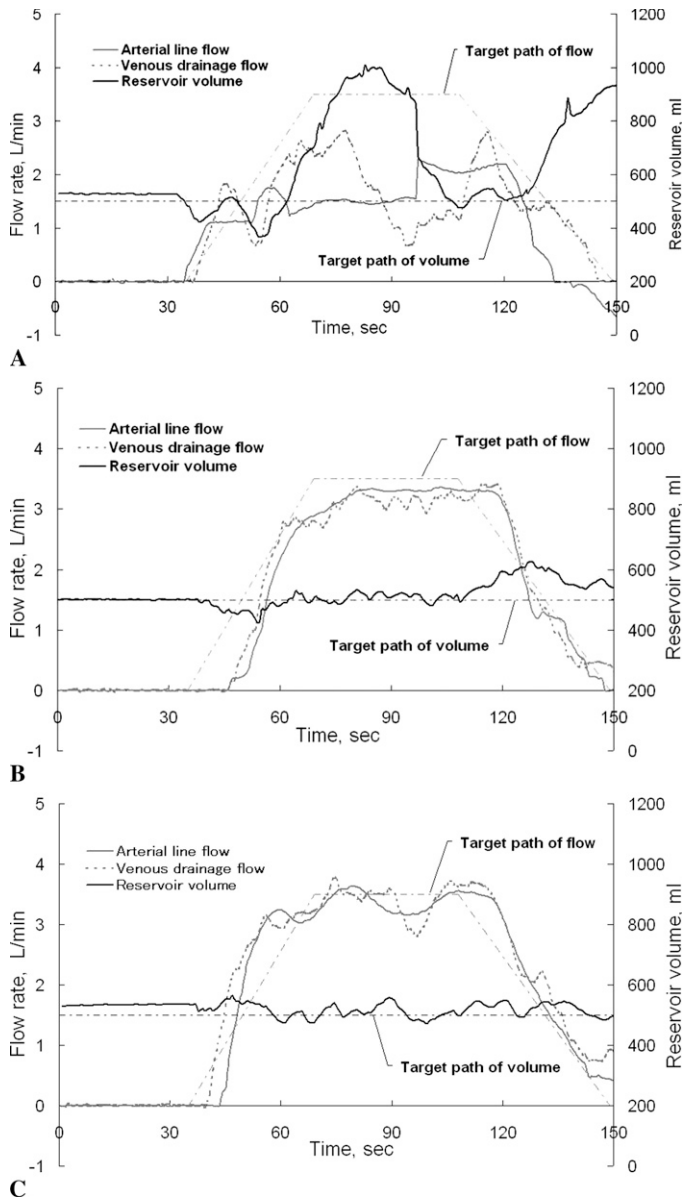 5
4
3
2
1
0
-1
Flow rate, L/min
Arterial line flow
Venous drainage flow
Reservoir volume
Target path of flow
Target path of volume
0
30
60
90
120
150
Time, sec
1200
1000
800
600
400
200
0
Reservoir volume, ml
A
5
4
3
2
1
0
-1
Flow rate, L/min
Arterial line flow
Venous drainage flow
Reservoir volume
Target path of flow
Target path of volume
0
30
60
90
120
150
Time, sec
1200
1000
800
600
400
200
0
Reservoir volume, ml
B
5
4
3
2
1
0
-1
Flow rate, L/min
Arterial line flow
Venous drainage flow
Reservoir volume
Target path of flow
Target path of volume
0
30
60
90
120
150
Time, sec
1200
1000
800
600
400
200
0
Reservoir volume, ml
C